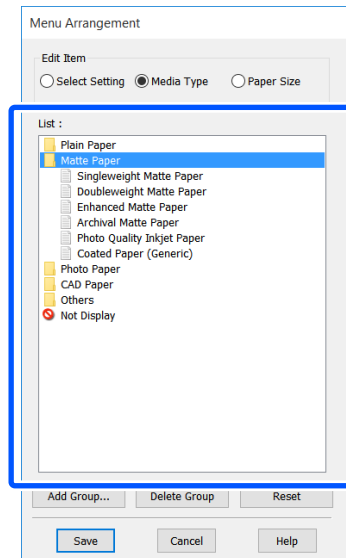 Menu Arrangement
Edit Item
Select Setting Media Type Paper Size
List :
Plain Paper
Matte Paper
Singleweight Matte Paper
Doubleweight Matte Paper
Enhanced Matte Paper
Archival Matte Paper
Photo Quality Inkjet Paper
Coated Paper (Generic)
Photo Paper
CAD Paper
Others
Not Display
Add Group... Delete Group Reset
Save Cancel Help